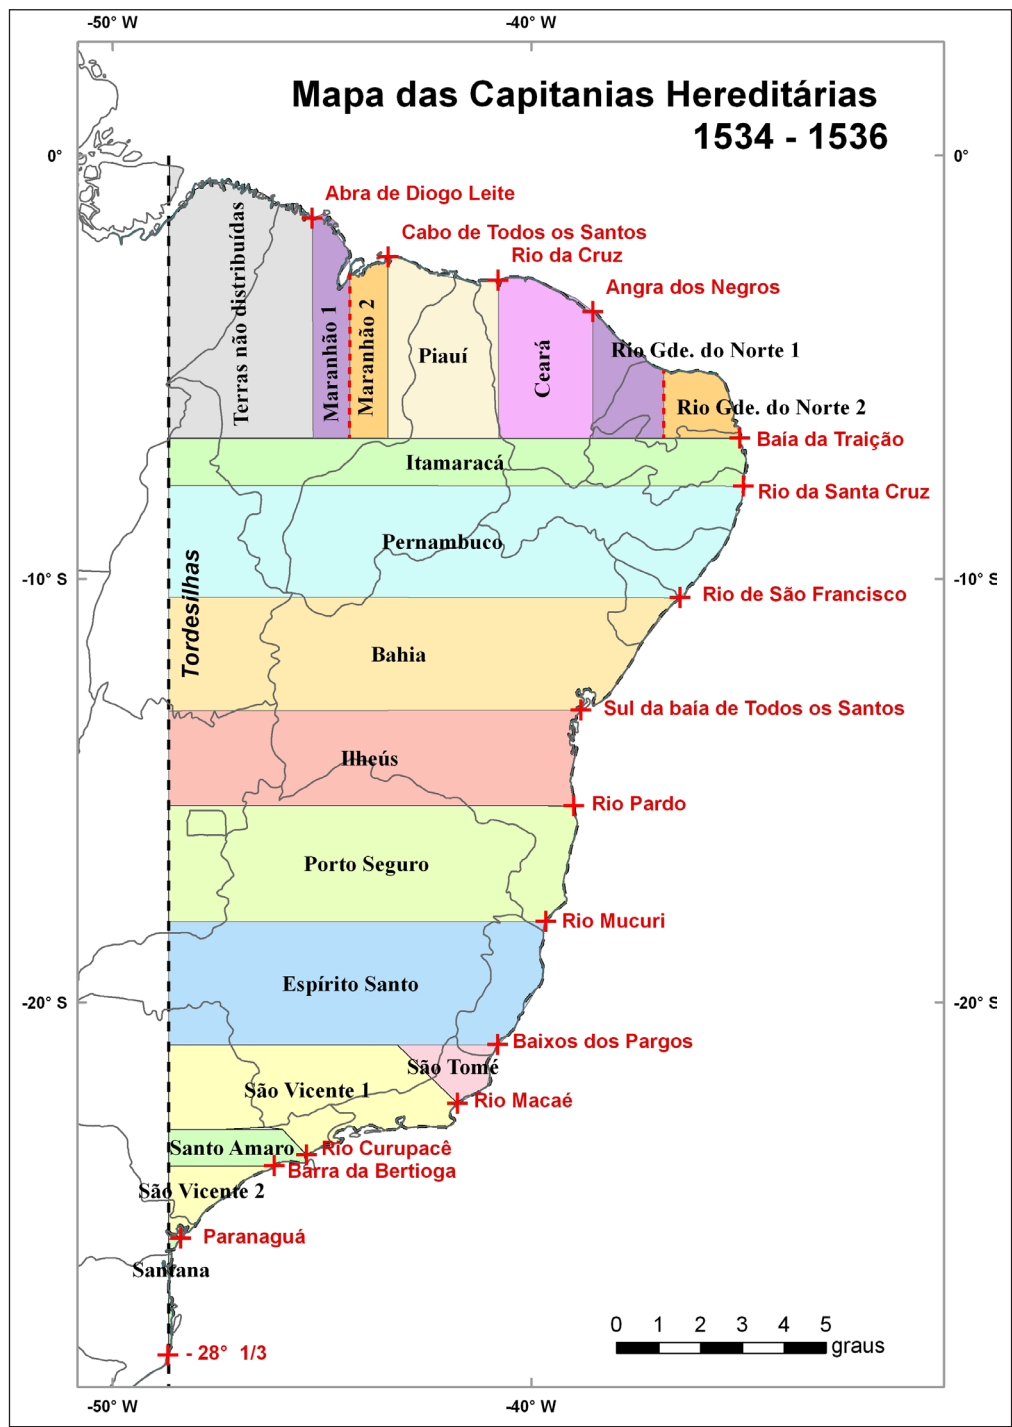 -50° W
-40° W
Mapa das Capitanias Hereditárias
1534 - 1536
0°
0°
Abra de Diogo Leite
Cabo de Todos os Santos
Rio da Cruz
Angra dos Negros
Terras não distribuídas
Maranhão 1
Maranhão 2
Piauí
Ceará
Rio Gde. do Norte 1
Rio Gde. do Norte 2
Baía da Traição
Itamaracá
Rio da Santa Cruz
Pernambuco
-10° S
-10° S
Tordesilhas
Rio de São Francisco
Bahia
Sul da baía de Todos os Santos
Ilheús
Rio Pardo
Porto Seguro
Rio Mucuri
Espírito Santo
-20° S
-20° S
Baixos dos Pargos
São Tomé
São Vicente 1
Rio Macaé
Santo Amaro
Rio Curupacê
Barra da Bertioga
São Vicente 2
Paranaguá
Santana
0 1 2 3 4 5
graus
- 28° 1/3
-50° W
-40° W